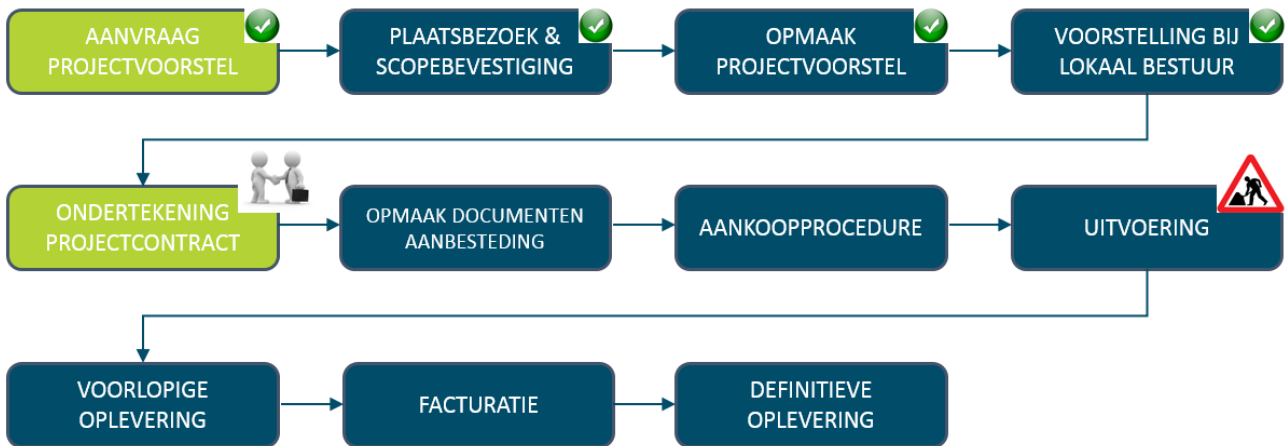 AANVRAAG
PROJECTVOORSTEL
PLAATSBEZOEK &
SCOPEBEVESTIGING
OPMAAK
PROJECTVOORSTEL
VOORSTELLING BIJ
LOKAAL BESTUUR
ONDERTEKENING
PROJECTCONTRACT
OPMAAK DOCUMENTEN
AANBESTEDING
AANKOOPPROCEDURE
UITVOERING
VOORLOPIGE
OPLEVERING
FACTURATIE
DEFINITIEVE
OPLEVERING